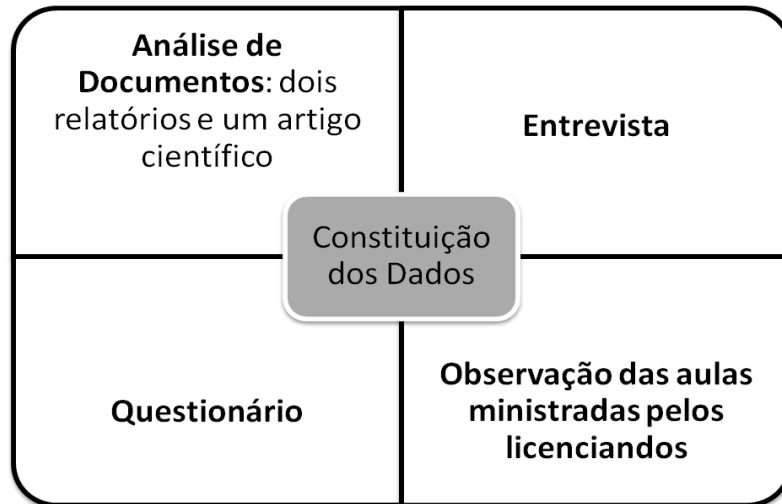 Análise de
Documentos: dois
relatórios e um artigo
científico
Entrevista
Constituição
dos Dados
Questionário
Observação das aulas
ministradas pelos
licenciandos